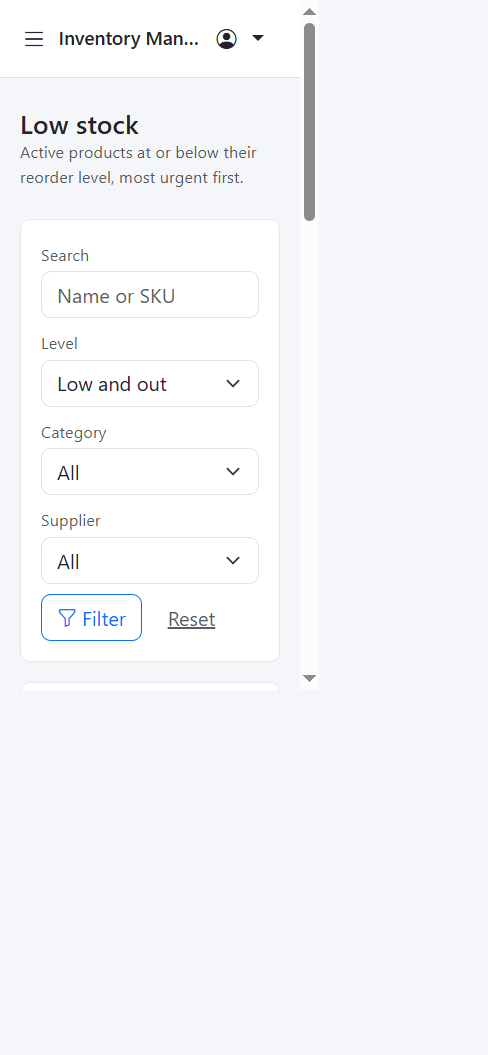 Inventory Man...
Low stock
Active products at or below their
reorder level, most urgent first.
Search
Name or SKU
Level
Low and out
Category
All
Supplier
All
Filter
Reset